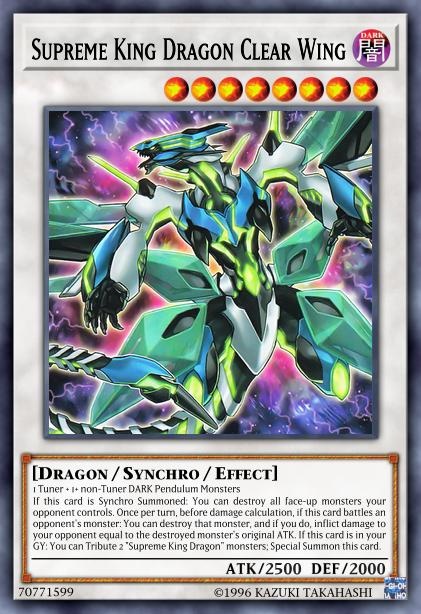 SUPREME KING DRAGON CLEAR WING
DARK
闇
[DRAGON / SYNCHRO / EFFECT]
1 Tuner + 1+ non-Tuner DARK Pendulum Monsters
If this card is Synchro Summoned: You can destroy all face-up monsters your
opponent controls. Once per turn, before damage calculation, if this card battles an
opponent's monster: You can destroy that monster, and if you do, inflict damage to
your opponent equal to the destroyed monster's original ATK. If this card is in your
GY: You can Tribute 2 "Supreme King Dragon" monsters; Special Summon this card.
ATK/2500 DEF/2000
70771599
©1996 KAZUKI TAKAHASHI